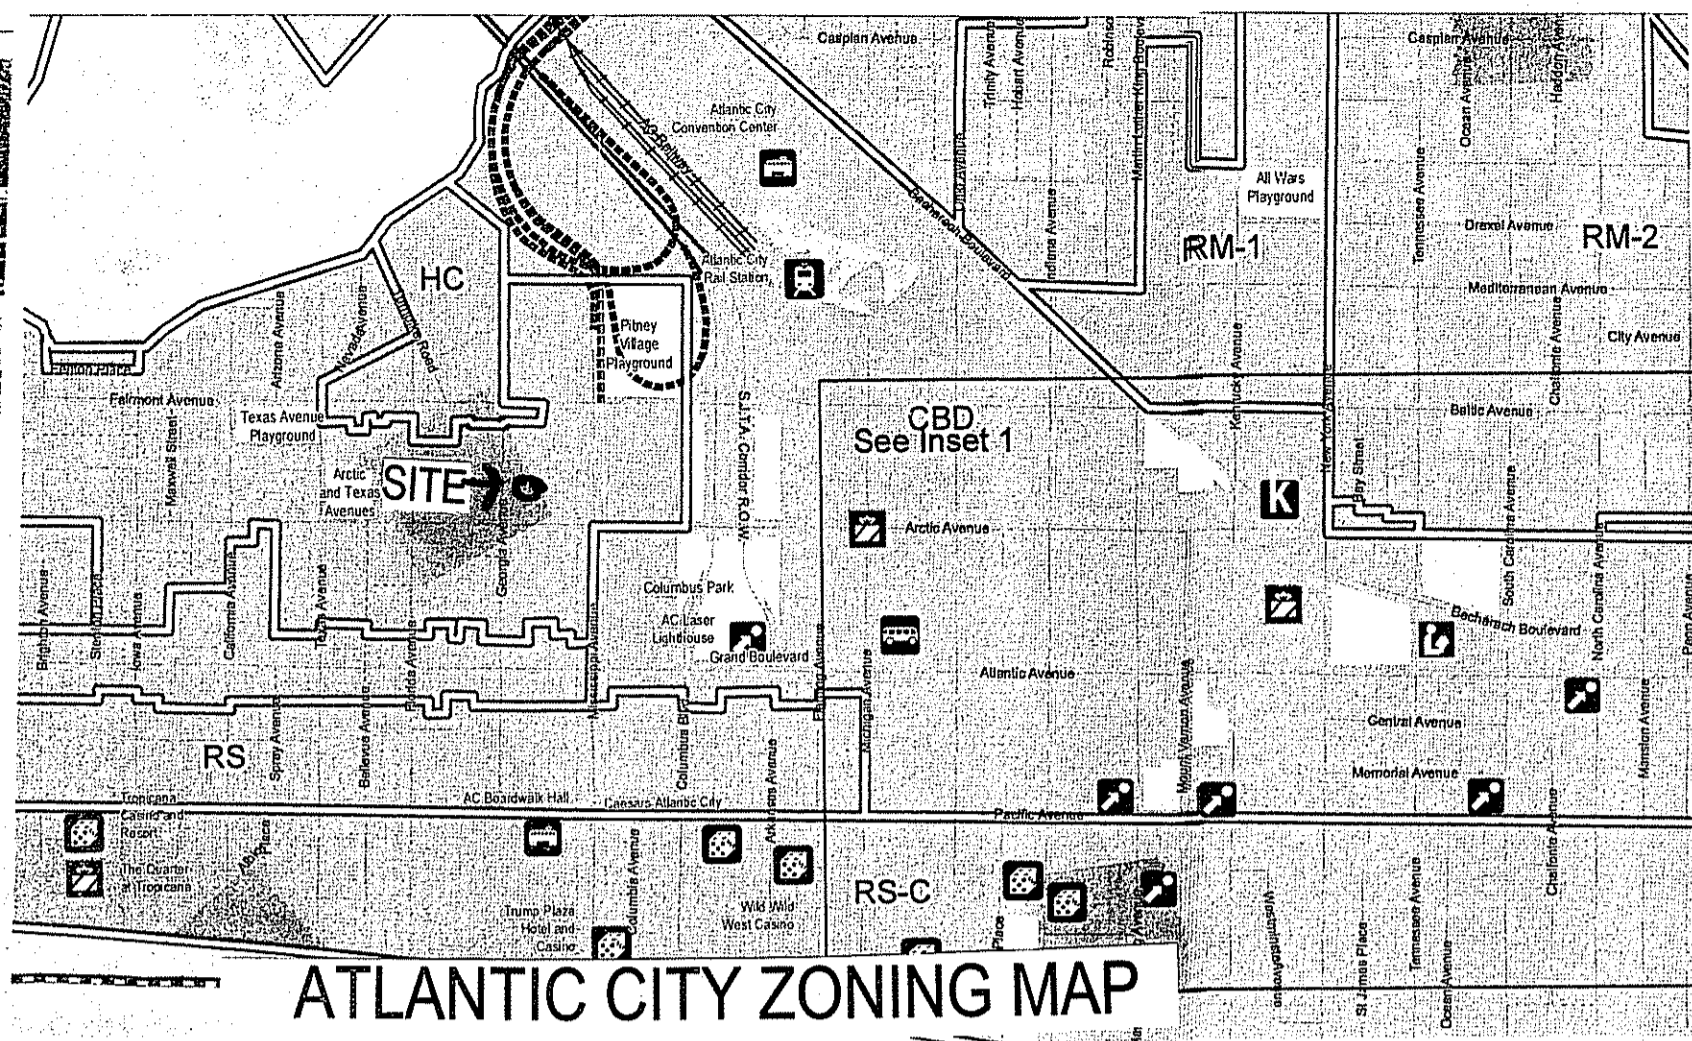 Caspian Avenue
Caspian Avenue
Trinity Avenue
Hobart Avenue
Martin Luther King Boulevard
Ocean Avenue
Atlantic City
Convention Center
AC Railway
All Wars
Playground
Tennessee Avenue
Ohio Avenue
Indiana Avenue
Bacharach Boulevard
Drexel Avenue
RM-1
RM-2
HC
Atlantic City
Rail Station
Mediterranean Avenue
Arizona Avenue
Nevada Avenue
Pitney
Village
Playground
City Avenue
Chalfonte Avenue
Kentucky Avenue
Fairmont Avenue
Texas Avenue
Playground
Maxwell Street
S.J.T.A. Corridor R.O.W.
CBD
See Inset 1
Baltic Avenue
New York Avenue
Bay Street
Arctic
and Texas
Avenues
SITE
Georgia Avenue
K
Arctic Avenue
South Carolina Avenue
North Carolina Avenue
Columbus Park
AC Laser
Lighthouse
Grand Boulevard
Bacharach Boulevard
Brighton Avenue
Iowa Avenue
California Avenue
Texas Avenue
Florida Avenue
Mississippi Avenue
Michigan Avenue
Atlantic Avenue
Mount Vernon Avenue
Central Avenue
Mansion Avenue
RS
Spray Avenue
Bellevue Avenue
Columbus Blvd
Arkansas Avenue
Memorial Avenue
Tropicana
Casino and
Resort
AC Boardwalk Hall
Caesars Atlantic City
Pacific Avenue
The Quarter
at Tropicana
Columbia Avenue
Chalfonte Avenue
Trump Plaza
Hotel and
Casino
Wild Wild
West Casino
RS-C
Place
Westminster Avenue
St James Place
Tennessee Avenue
Ocean Avenue
ATLANTIC CITY ZONING MAP